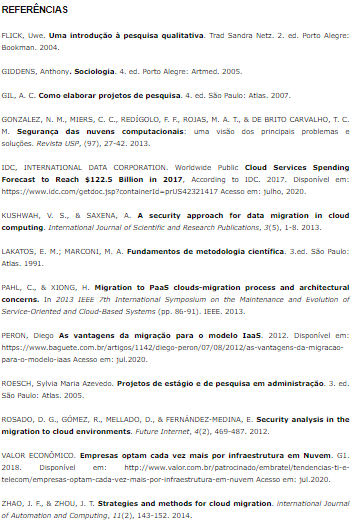 REFERÊNCIAS
FLICK, Uwe. Uma introdução à pesquisa qualitativa. Trad Sandra Netz. 2. ed. Porto Alegre:
Bookman. 2004.
GIDDENS, Anthony. Sociologia. 4. ed. Porto Alegre: Artmed. 2005.
GIL, A. C. Como elaborar projetos de pesquisa. 4. ed. São Paulo: Atlas. 2007.
GONZALEZ, N. M., MIERS, C. C., REDÍGOLO, F. F., ROJAS, M. A. T., & DE BRITO CARVALHO, T. C.
M. Segurança das nuvens computacionais: uma visão dos principais problemas e
soluções. Revista USP, (97), 27-42. 2013.
IDC, INTERNATIONAL DATA CORPORATION. Worldwide Public Cloud Services Spending
Forecast to Reach $122.5 Billion in 2017, According to IDC. 2017. Disponível em:
https://www.idc.com/getdoc.jsp?containerId=prUS42321417 Acesso em: julho, 2020.
KUSHWAH, V. S., & SAXENA, A. A security approach for data migration in cloud
computing. International Journal of Scientific and Research Publications, 3(5), 1-8. 2013.
LAKATOS, E. M.; MARCONI, M. A. Fundamentos de metodologia científica. 3.ed. São Paulo:
Atlas. 1991.
PAHL, C., & XIONG, H. Migration to PaaS clouds-migration process and architectural
concerns. In 2013 IEEE 7th International Symposium on the Maintenance and Evolution of
Service-Oriented and Cloud-Based Systems (pp. 86-91). IEEE. 2013.
PERON, Diego As vantagens da migração para o modelo IaaS. 2012. Disponível em:
https://www.baguete.com.br/artigos/1142/diego-peron/07/08/2012/as-vantagens-da-migracao-
para-o-modelo-iaas Acesso em: jul.2020.
ROESCH, Sylvia Maria Azevedo. Projetos de estágio e de pesquisa em administração. 3. ed.
São Paulo: Atlas. 2005.
ROSADO, D. G., GÓMEZ, R., MELLADO, D., & FERNÁNDEZ-MEDINA, E. Security analysis in the
migration to cloud environments. Future Internet, 4(2), 469-487. 2012.
VALOR ECONÔMICO. Empresas optam cada vez mais por infraestrutura em Nuvem. G1.
2018. Disponível em: http://www.valor.com.br/patrocinado/embratel/tendencias-ti-e-
telecom/empresas-optam-cada-vez-mais-por-infraestrutura-em-nuvem Acesso em: jul.2020.
ZHAO, J. F., & ZHOU, J. T. Strategies and methods for cloud migration. international Journal
of Automation and Computing, 11(2), 143-152. 2014.